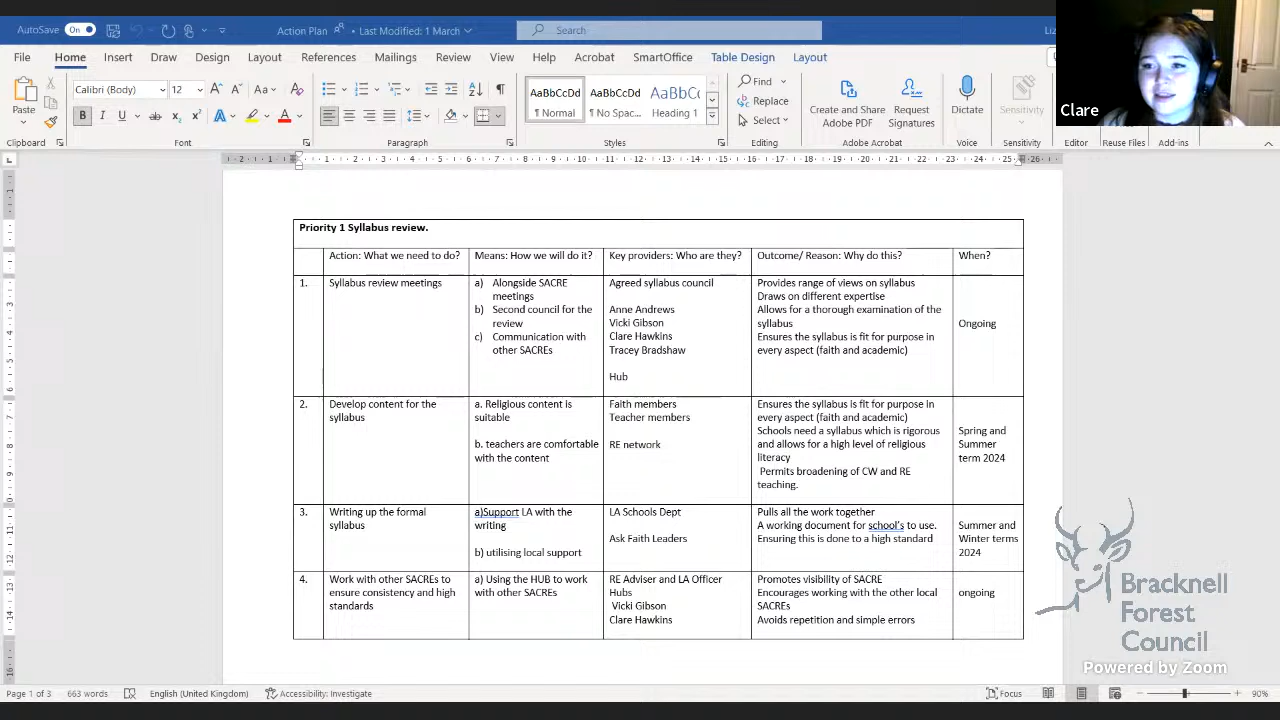 AutoSave On Action Plan Last Modified: 1 March Search
File Home Insert Draw Design Layout References Mailings Review View Help Acrobat SmartOffice Table Design Layout
Clare
Paste Calibri (Body) 12 AaBbCcDd AaBbCcDd AaBbCc Find
Normal No Spac... Heading 1 Replace
Select
Create and Share Adobe PDF Request Signatures Dictate Sensitivity
Clipboard Font Paragraph Styles Editing Adobe Acrobat Voice Sensitivity Editor Reuse Files Add-ins
Priority 1 Syllabus review.
Action: What we need to do? Means: How we will do it? Key providers: Who are they? Outcome/ Reason: Why do this? When?
1. Syllabus review meetings a) Alongside SACRE Agreed syllabus council Provides range of views on syllabus
meetings Draws on different expertise
b) Second council for the Anne Andrews Allows for a thorough examination of the
review Vicki Gibson syllabus Ongoing
c) Communication with Clare Hawkins Ensures the syllabus is fit for purpose in
other SACREs Tracey Bradshaw every aspect (faith and academic)
Hub
2. Develop content for the a. Religious content is Faith members Ensures the syllabus is fit for purpose in
syllabus suitable Teacher members every aspect (faith and academic)
Schools need a syllabus which is rigorous Spring and
b. teachers are comfortable RE network and allows for a high level of religious Summer
with the content literacy term 2024
Permits broadening of CW and RE
teaching.
3. Writing up the formal a)Support LA with the LA Schools Dept Pulls all the work together
syllabus writing A working document for school's to use. Summer and
Ask Faith Leaders Ensuring this is done to a high standard Winter terms
b) utilising local support 2024
4. Work with other SACREs to a) Using the HUB to work RE Adviser and LA Officer Promotes visibility of SACRE
ensure consistency and high with other SACREs Hubs Encourages working with the other local ongoing
standards Vicki Gibson SACREs
Clare Hawkins Avoids repetition and simple errors
Bracknell
Forest
Council
Powered by Zoom
Page 1 of 3 663 words English (United Kingdom) Accessibility: Investigate Focus 90%